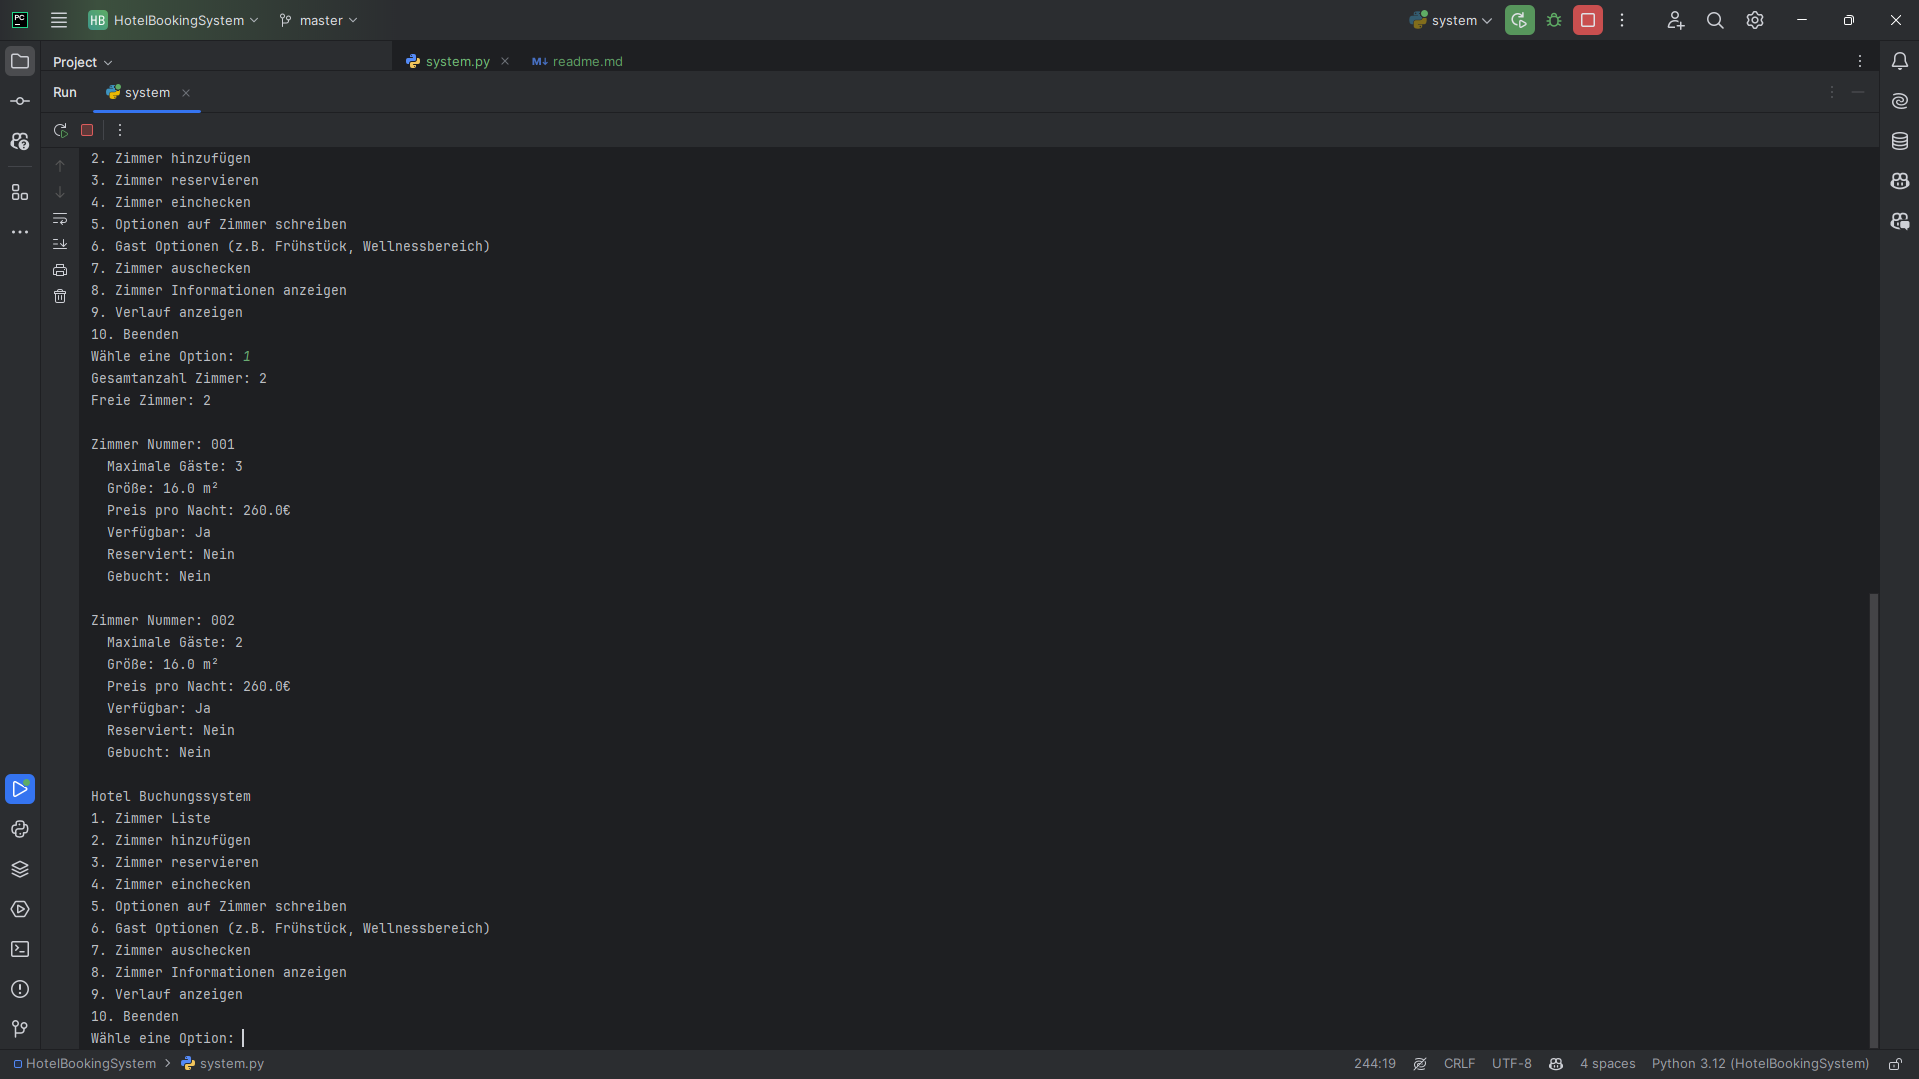 PC
HB HotelBookingSystem master system
Project system.py readme.md
Run system
2. Zimmer hinzufügen
3. Zimmer reservieren
4. Zimmer einchecken
5. Optionen auf Zimmer schreiben
6. Gast Optionen (z.B. Frühstück, Wellnessbereich)
7. Zimmer auschecken
8. Zimmer Informationen anzeigen
9. Verlauf anzeigen
10. Beenden
Wähle eine Option: 1
Gesamtanzahl Zimmer: 2
Freie Zimmer: 2
Zimmer Nummer: 001
Maximale Gäste: 3
Größe: 16.0 m²
Preis pro Nacht: 260.0€
Verfügbar: Ja
Reserviert: Nein
Gebucht: Nein
Zimmer Nummer: 002
Maximale Gäste: 2
Größe: 16.0 m²
Preis pro Nacht: 260.0€
Verfügbar: Ja
Reserviert: Nein
Gebucht: Nein
Hotel Buchungssystem
1. Zimmer Liste
2. Zimmer hinzufügen
3. Zimmer reservieren
4. Zimmer einchecken
5. Optionen auf Zimmer schreiben
6. Gast Optionen (z.B. Frühstück, Wellnessbereich)
7. Zimmer auschecken
8. Zimmer Informationen anzeigen
9. Verlauf anzeigen
10. Beenden
Wähle eine Option:
HotelBookingSystem > system.py 244:19 CRLF UTF-8 4 spaces Python 3.12 (HotelBookingSystem)